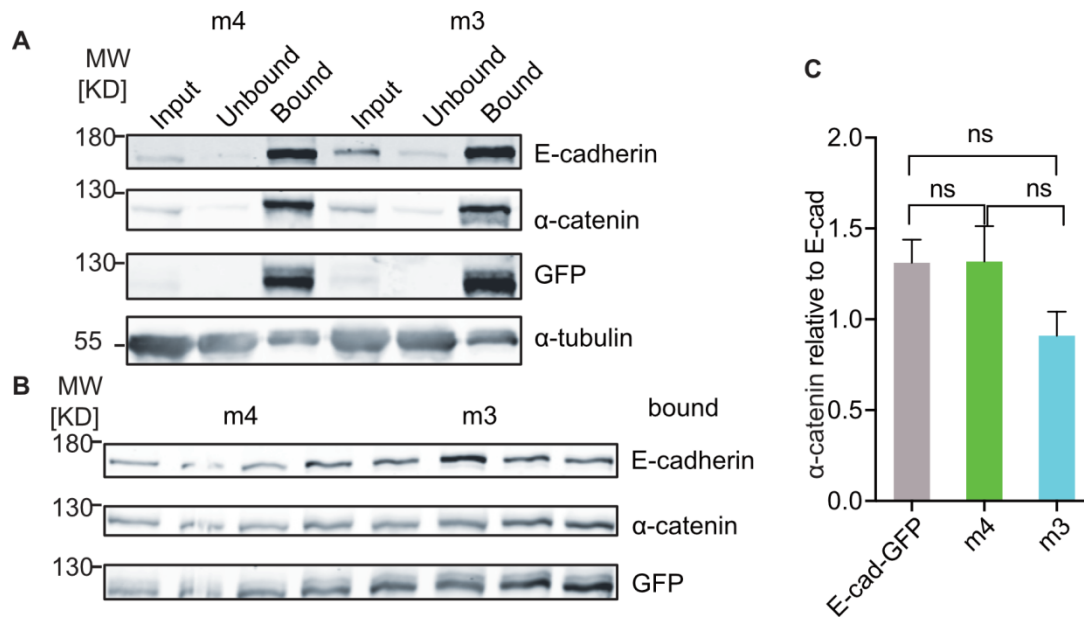 A
m4 m3
MW
[KD]
Input Unbound Bound Input Unbound Bound
180
E-cadherin
130
α-catenin
130
GFP
55
α-tubulin
B
MW
[KD]
m4 m3 bound
180
E-cadherin
130
α-catenin
130
GFP
C
α-catenin relative to E-cad
2.0
1.5
1.0
0.5
0.0
ns
ns ns
E-cad-GFP m4 m3